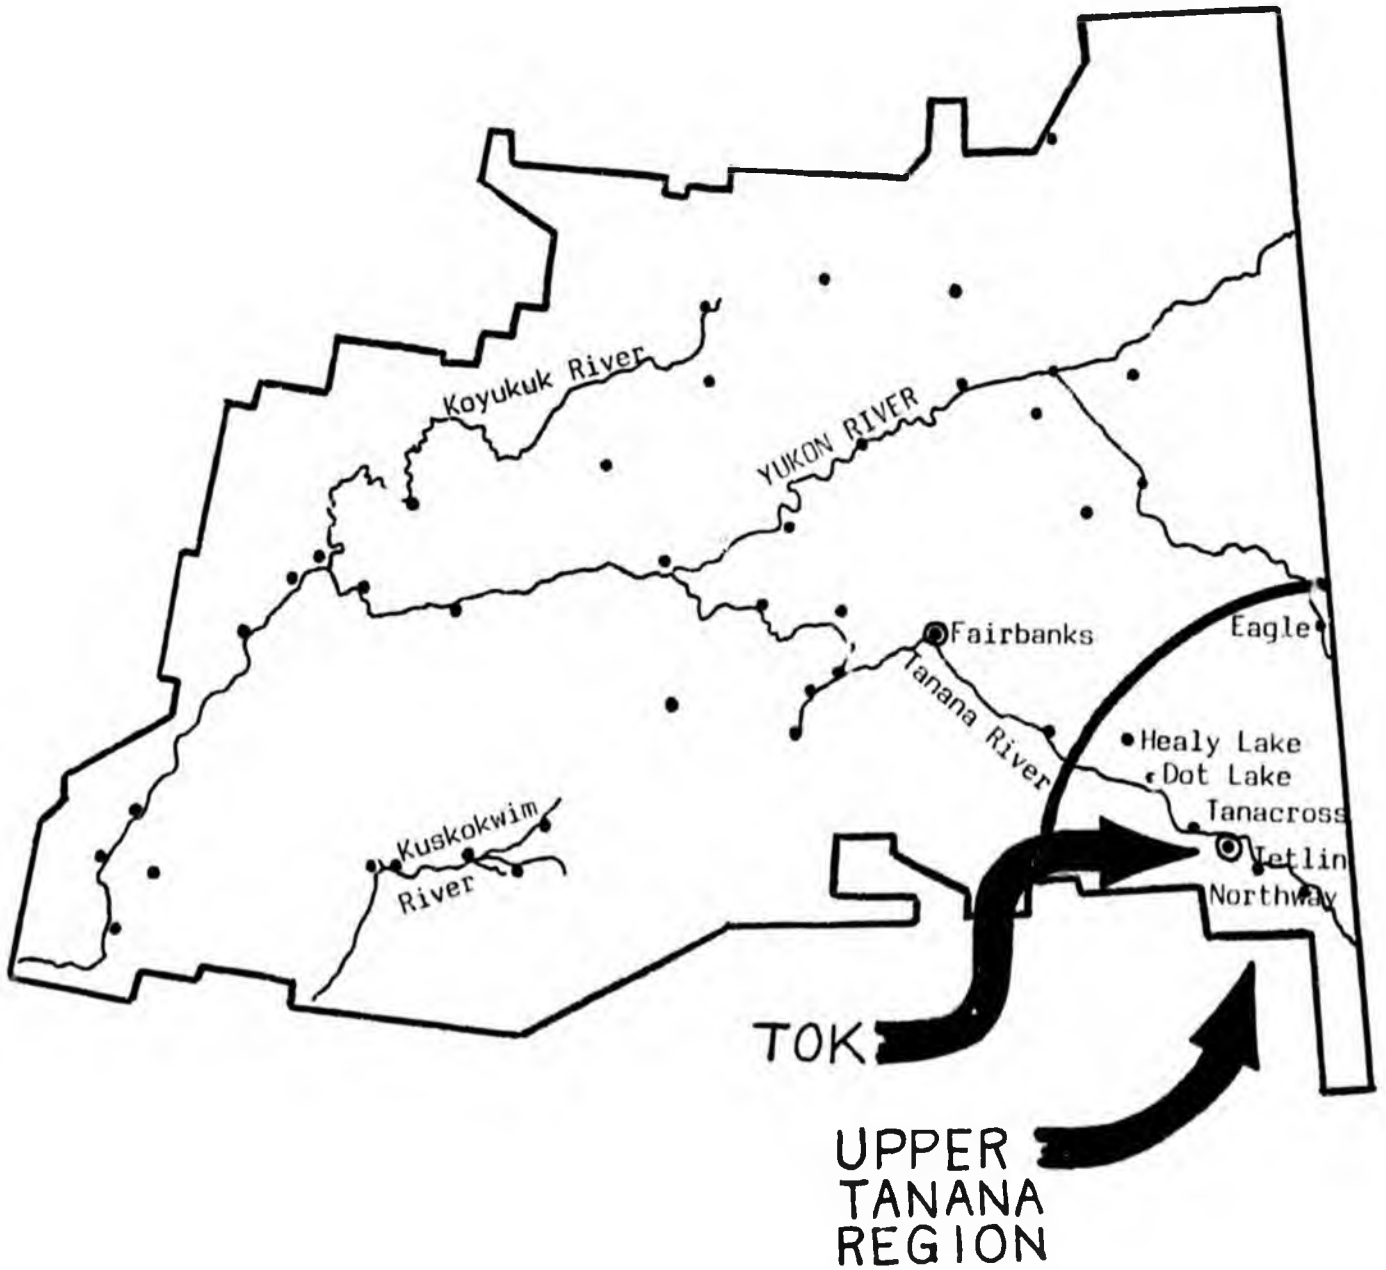 Koyukuk River
YUKON RIVER
Fairbanks
Eagle
Tanana River
Healy Lake
Dot Lake
Tanacross
Tetlin
Northway
Kuskokwim
River
TOK
UPPER
TANANA
REGION